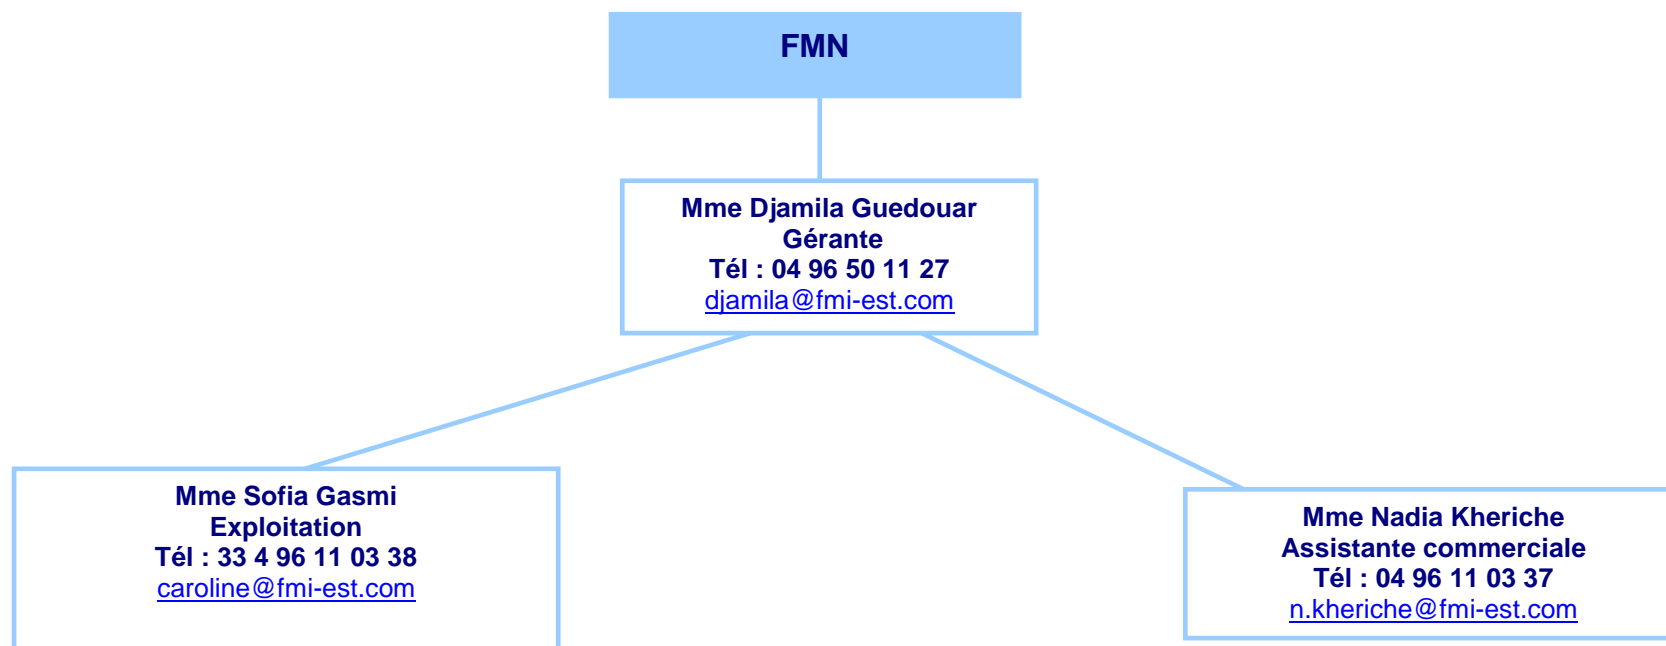 FMN
Mme Djamila Guedouar
Gérante
Tél : 04 96 50 11 27
djamila@fmi-est.com
Mme Sofia Gasmi
Exploitation
Tél : 33 4 96 11 03 38
caroline@fmi-est.com
Mme Nadia Kheriche
Assistante commerciale
Tél : 04 96 11 03 37
n.kheriche@fmi-est.com